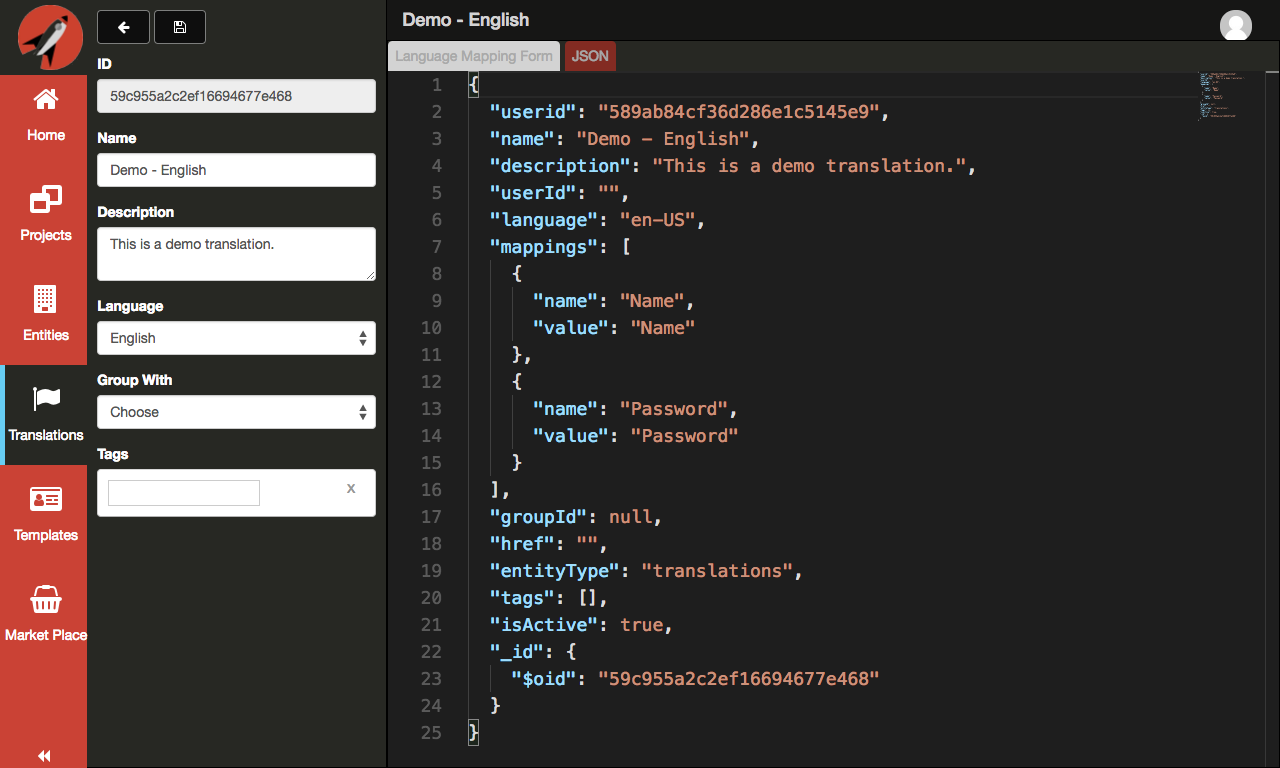 Home
Projects
Entities
Translations
Templates
Market Place
ID
59c955a2c2ef16694677e468
Name
Demo - English
Description
This is a demo translation.
Language
English
Group With
Choose
Tags
x
Demo - English
Language Mapping Form
JSON
1 {
2 "userid": "589ab84cf36d286e1c5145e9",
3 "name": "Demo - English",
4 "description": "This is a demo translation.",
5 "userId": "",
6 "language": "en-US",
7 "mappings": [
8 {
9 "name": "Name",
10 "value": "Name"
11 },
12 {
13 "name": "Password",
14 "value": "Password"
15 }
16 ],
17 "groupId": null,
18 "href": "",
19 "entityType": "translations",
20 "tags": [],
21 "isActive": true,
22 "_id": {
23 "$oid": "59c955a2c2ef16694677e468"
24 }
25 }